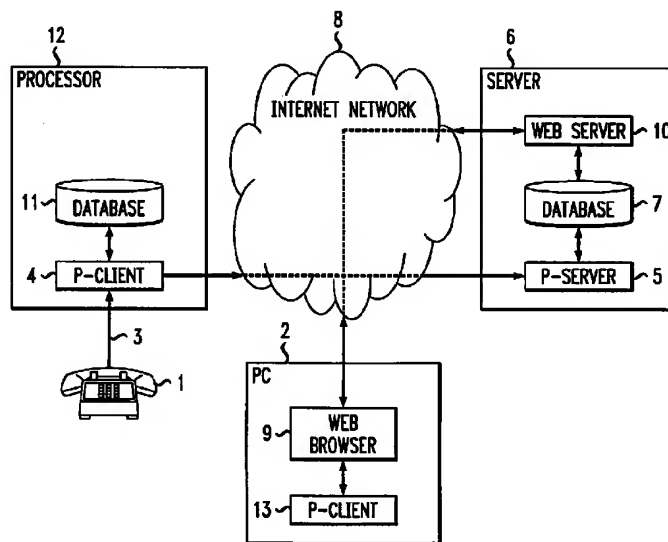 12
PROCESSOR
11
DATABASE
4
P-CLIENT
3
1
8
INTERNET NETWORK
6
SERVER
WEB SERVER
10
DATABASE
7
P-SERVER
5
2
PC
9
WEB
BROWSER
13
P-CLIENT